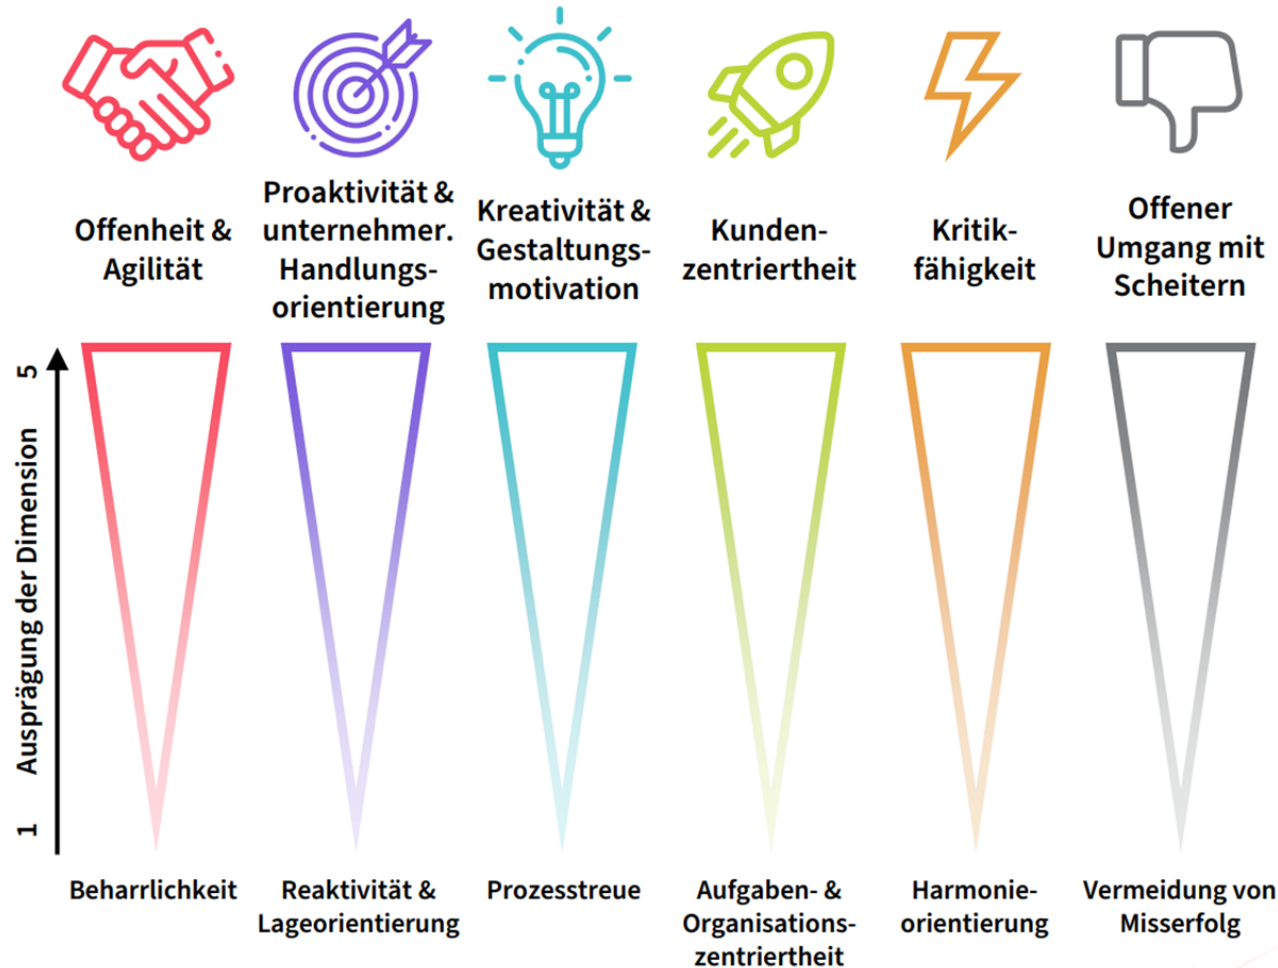 Offenheit &
Agilität
Proaktivität &
unternehmer.
Handlungs-
orientierung
Kreativität &
Gestaltungs-
motivation
Kunden-
zentriertheit
Kritik-
fähigkeit
Offener
Umgang mit
Scheitern
5
Ausprägung der Dimension
1
Beharrlichkeit
Reaktivität &
Lageorientierung
Prozesstreue
Aufgaben- &
Organisations-
zentriertheit
Harmonie-
orientierung
Vermeidung von
Misserfolg